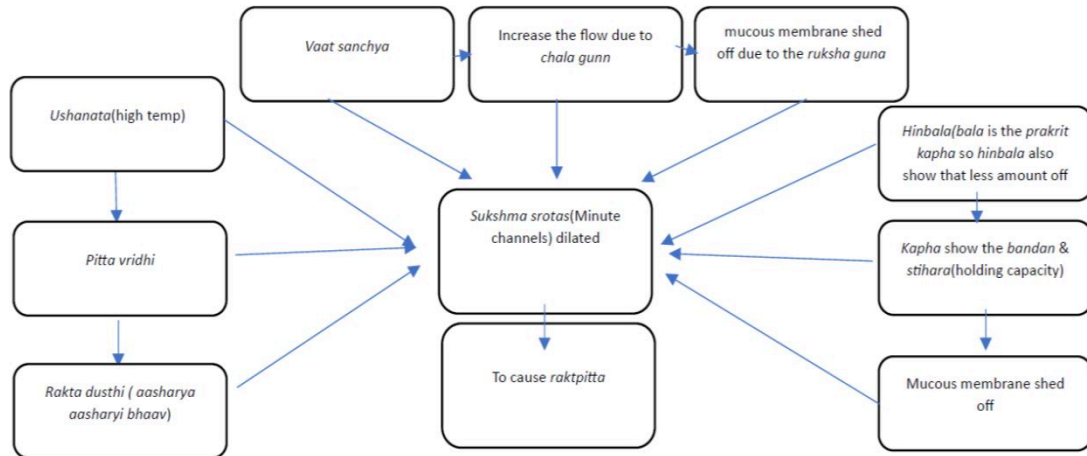 Vaat sanchya
Increase the flow due to
chala gunn
mucous membrane shed
off due to the ruksha guna
Ushanata(high temp)
Pitta vridhi
Rakta dusthi ( aasharya
aasharyi bhaav)
Sukshma srotas(Minute
channels) dilated
To cause raktpitta
Hinbala(bala is the prakrit
kapha so hinbala also
show that less amount off
Kapha show the bandan &
stihara(holding capacity)
Mucous membrane shed
off